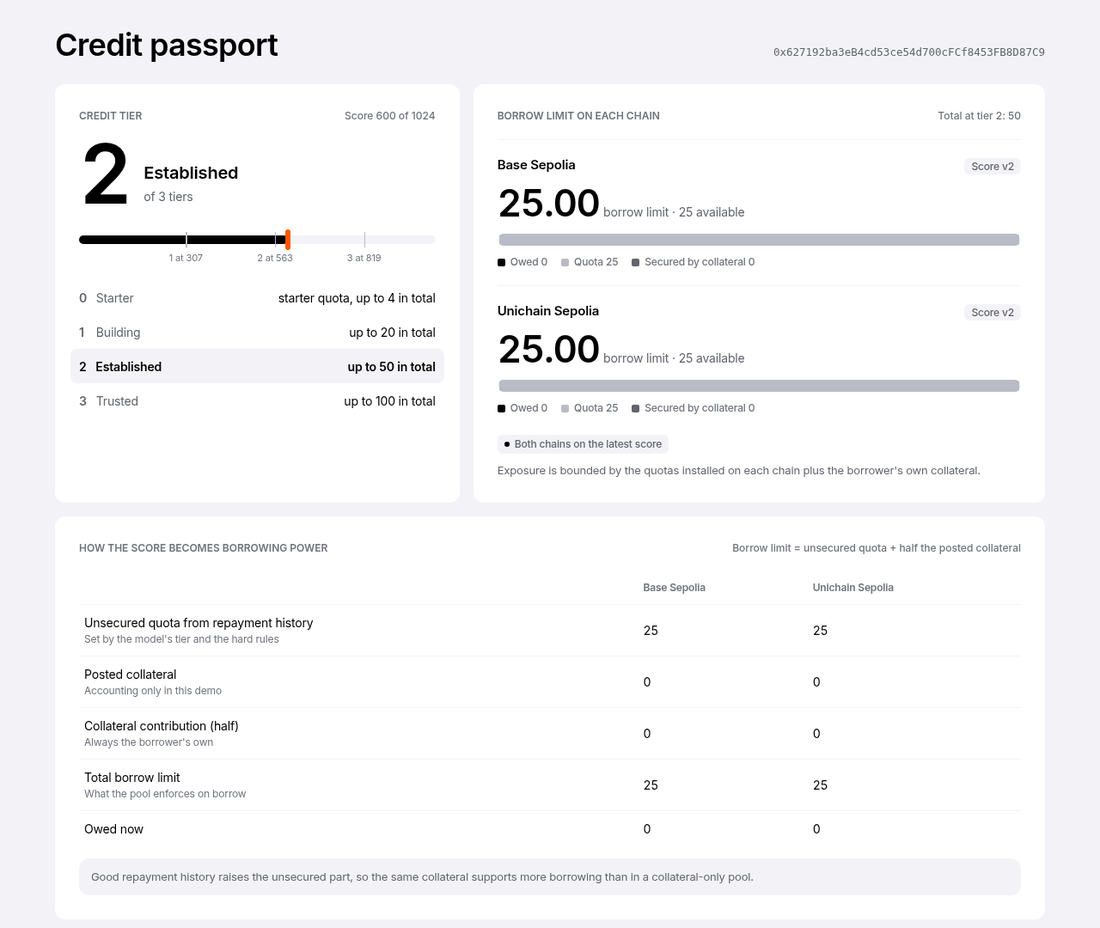 Credit passport
0x627192ba3eB4cd53ce54d700cFCf8453FB8D87C9
CREDIT TIER
Score 600 of 1024
2
Established
of 3 tiers
1 at 307
2 at 563
3 at 819
0 Starter starter quota, up to 4 in total
1 Building up to 20 in total
2 Established up to 50 in total
3 Trusted up to 100 in total
BORROW LIMIT ON EACH CHAIN
Total at tier 2: 50
Base Sepolia
Score v2
25.00 borrow limit · 25 available
Owed 0 Quota 25 Secured by collateral 0
Unichain Sepolia
Score v2
25.00 borrow limit · 25 available
Owed 0 Quota 25 Secured by collateral 0
Both chains on the latest score
Exposure is bounded by the quotas installed on each chain plus the borrower's own collateral.
HOW THE SCORE BECOMES BORROWING POWER
Borrow limit = unsecured quota + half the posted collateral
Base Sepolia Unichain Sepolia
Unsecured quota from repayment history
Set by the model's tier and the hard rules
25 25
Posted collateral
Accounting only in this demo
0 0
Collateral contribution (half)
Always the borrower's own
0 0
Total borrow limit
What the pool enforces on borrow
25 25
Owed now 0 0
Good repayment history raises the unsecured part, so the same collateral supports more borrowing than in a collateral-only pool.